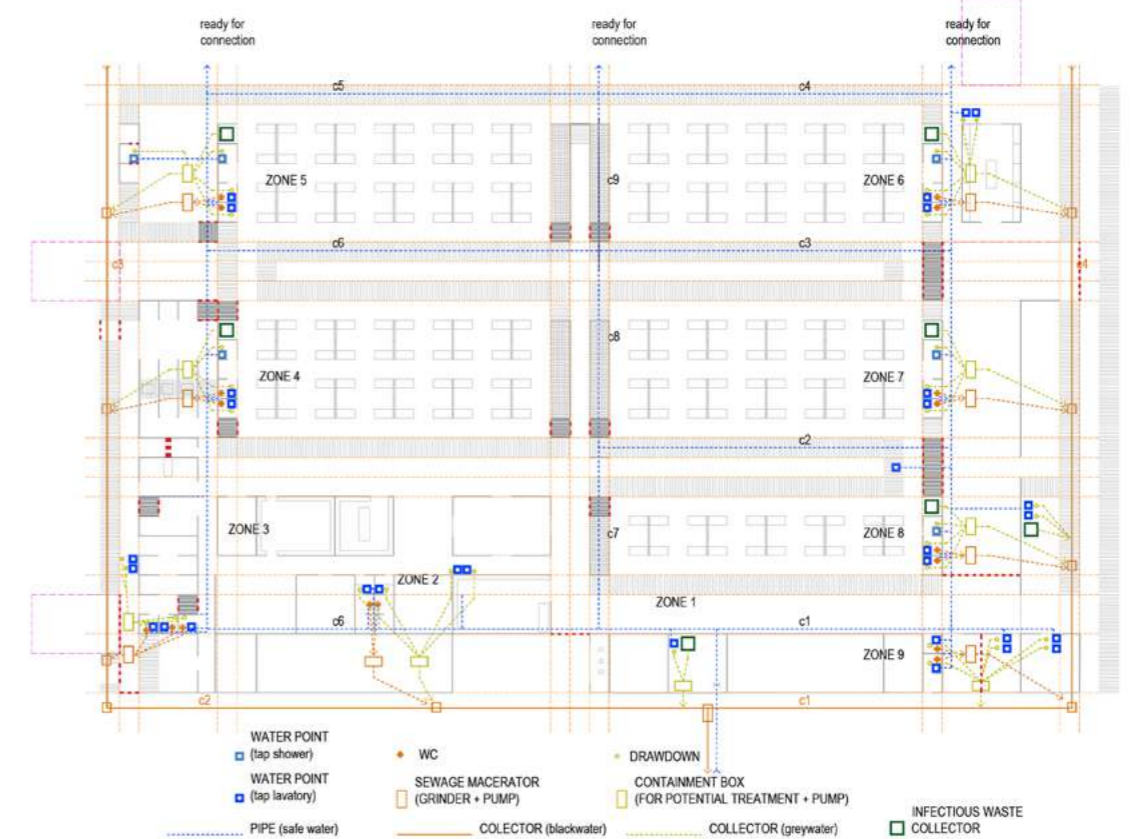 ready for
connection
ready for
connection
ready for
connection
c5
c4
ZONE 5
c9
ZONE 6
c6
c3
c3
c4
c8
ZONE 4
ZONE 7
c2
ZONE 3
c7
ZONE 8
ZONE 2
ZONE 1
c6
c1
ZONE 9
c2
c1
WATER POINT
(tap shower)
WC
DRAWDOWN
WATER POINT
(tap lavatory)
SEWAGE MACERATOR
(GRINDER + PUMP)
CONTAINMENT BOX
(FOR POTENTIAL TREATMENT + PUMP)
INFECTIOUS WASTE
COLLECTOR
PIPE (safe water)
COLECTOR (blackwater)
COLLECTOR (greywater)